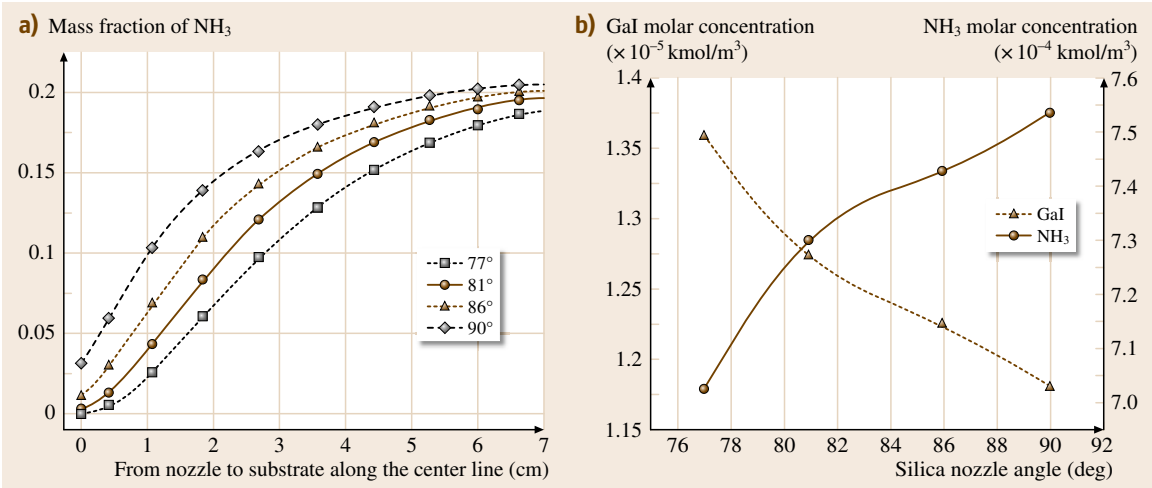 a) Mass fraction of NH₃
0.2
0.15
0.1
0.05
0
0 1 2 3 4 5 6 7
From nozzle to substrate along the center line (cm)
77°
81°
86°
90°
b) GaI molar concentration
(× 10⁻⁵ kmol/m³)
NH₃ molar concentration
(× 10⁻⁴ kmol/m³)
1.4
1.35
1.3
1.25
1.2
1.15
7.6
7.5
7.4
7.3
7.2
7.1
7.0
GaI
NH₃
76 78 80 82 84 86 88 90 92
Silica nozzle angle (deg)